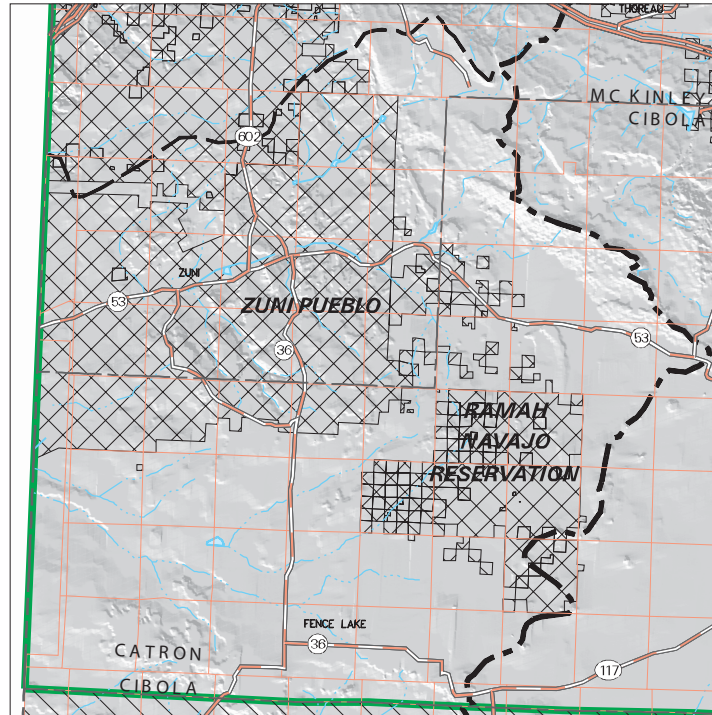 THOREAU
MC KINLEY
CIBOLA
602
ZUNI
53
ZUNI PUEBLO
36
53
RAMAH
NAVAJO
RESERVATION
FENCE LAKE
36
CATRON
117
CIBOLA